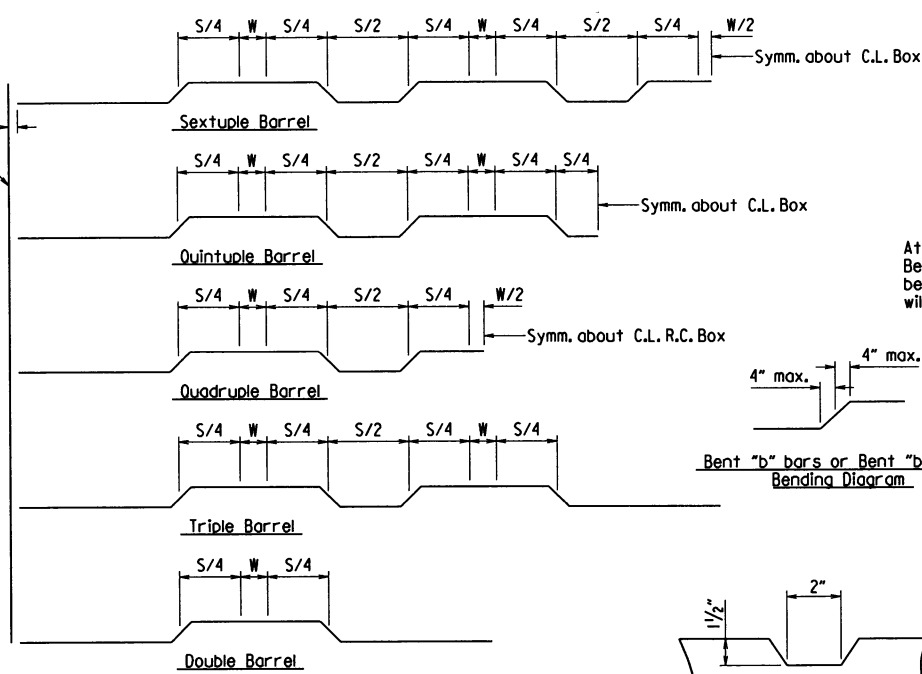 S/4 W S/4 S/2 S/4 W S/4 S/2 S/4 W/2
Symm. about C.L. Box
Sextuple Barrel
S/4 W S/4 S/2 S/4 W S/4 S/4
Symm. about C.L. Box
Quintuple Barrel
S/4 W S/4 S/2 S/4 W/2
Symm. about C.L. R.C. Box
Quadruple Barrel
S/4 W S/4 S/2 S/4 W S/4
Triple Barrel
S/4 W S/4
Double Barrel
At
Be
be
wil
4" max.
4" max.
Bent "b" bars or Bent "b
Bending Diagram
2"
1½"